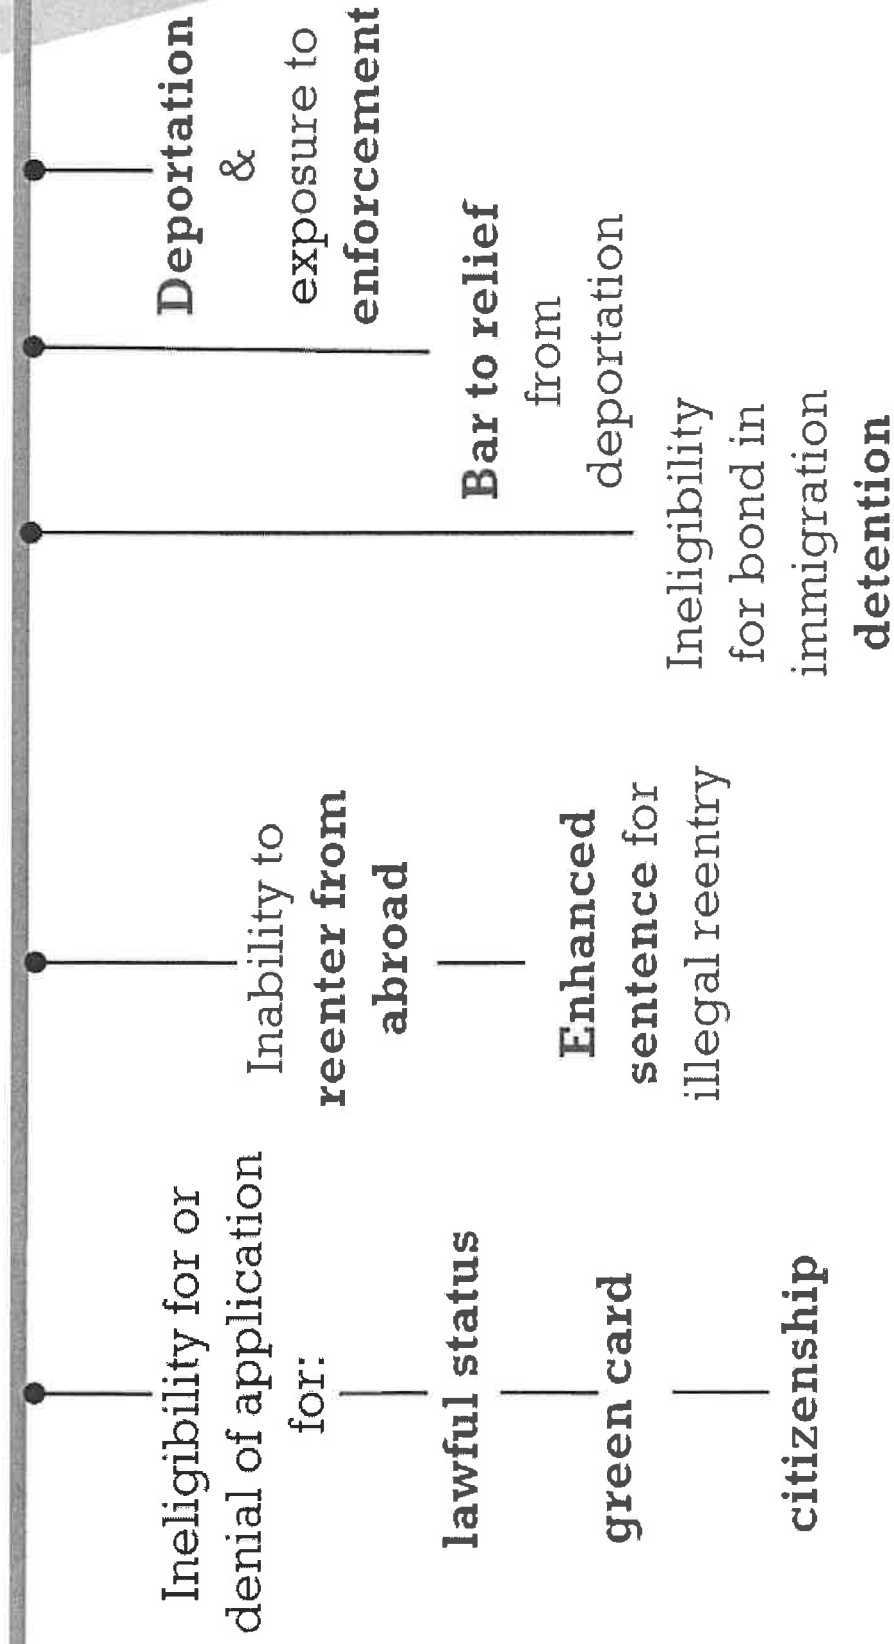 Ineligibility for or
denial of application
for:
lawful status
green card
citizenship
Inability to
reenter from
abroad
Enhanced
sentence for
illegal reentry
Ineligibility
for bond in
immigration
detention
Bar to relief
from
deportation
Deportation
&
exposure to
enforcement